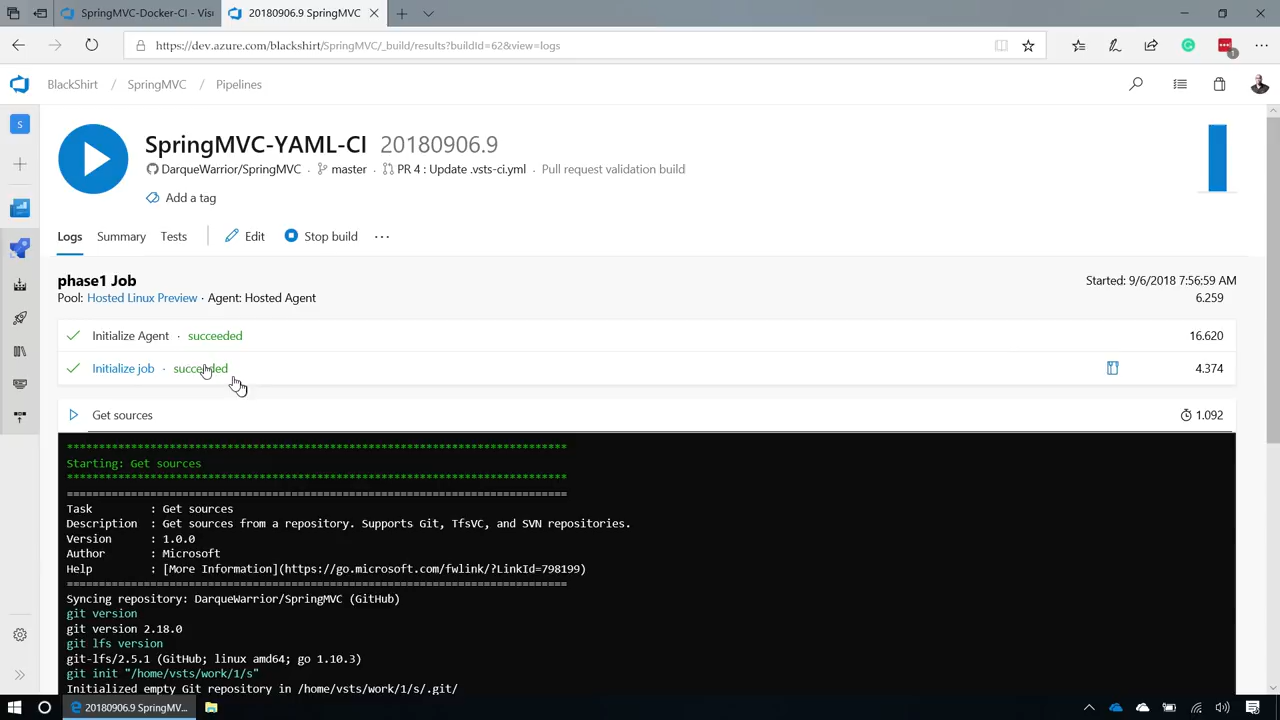 SpringMVC-Docker-CI - Vis
20180906.9 SpringMVC
https://dev.azure.com/blackshirt/SpringMVC/_build/results?buildId=62&view=logs
1
BlackShirt / SpringMVC / Pipelines
S
SpringMVC-YAML-CI 20180906.9
DarqueWarrior/SpringMVC · master · PR 4 : Update .vsts-ci.yml · Pull request validation build
Add a tag
Logs Summary Tests Edit Stop build ...
phase1 Job Started: 9/6/2018 7:56:59 AM
Pool: Hosted Linux Preview · Agent: Hosted Agent 6.259
Initialize Agent · succeeded 16.620
Initialize job · succeeded 4.374
Get sources 1.092
******************************************************************************
Starting: Get sources
******************************************************************************
==============================================================================
Task : Get sources
Description : Get sources from a repository. Supports Git, TfsVC, and SVN repositories.
Version : 1.0.0
Author : Microsoft
Help : [More Information](https://go.microsoft.com/fwlink/?LinkId=798199)
==============================================================================
Syncing repository: DarqueWarrior/SpringMVC (GitHub)
git version
git version 2.18.0
git lfs version
git-lfs/2.5.1 (GitHub; linux amd64; go 1.10.3)
git init "/home/vsts/work/1/s"
Initialized empty Git repository in /home/vsts/work/1/s/.git/
20180906.9 SpringMV...